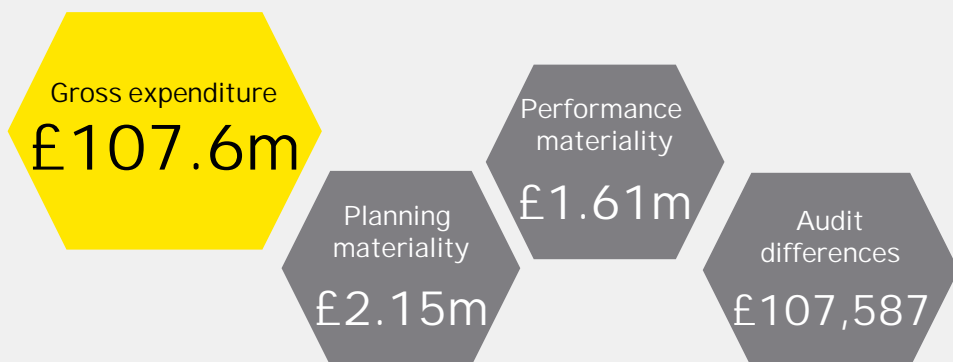 Gross expenditure
£107.6m
Planning
materiality
£2.15m
Performance
materiality
£1.61m
Audit
differences
£107,587